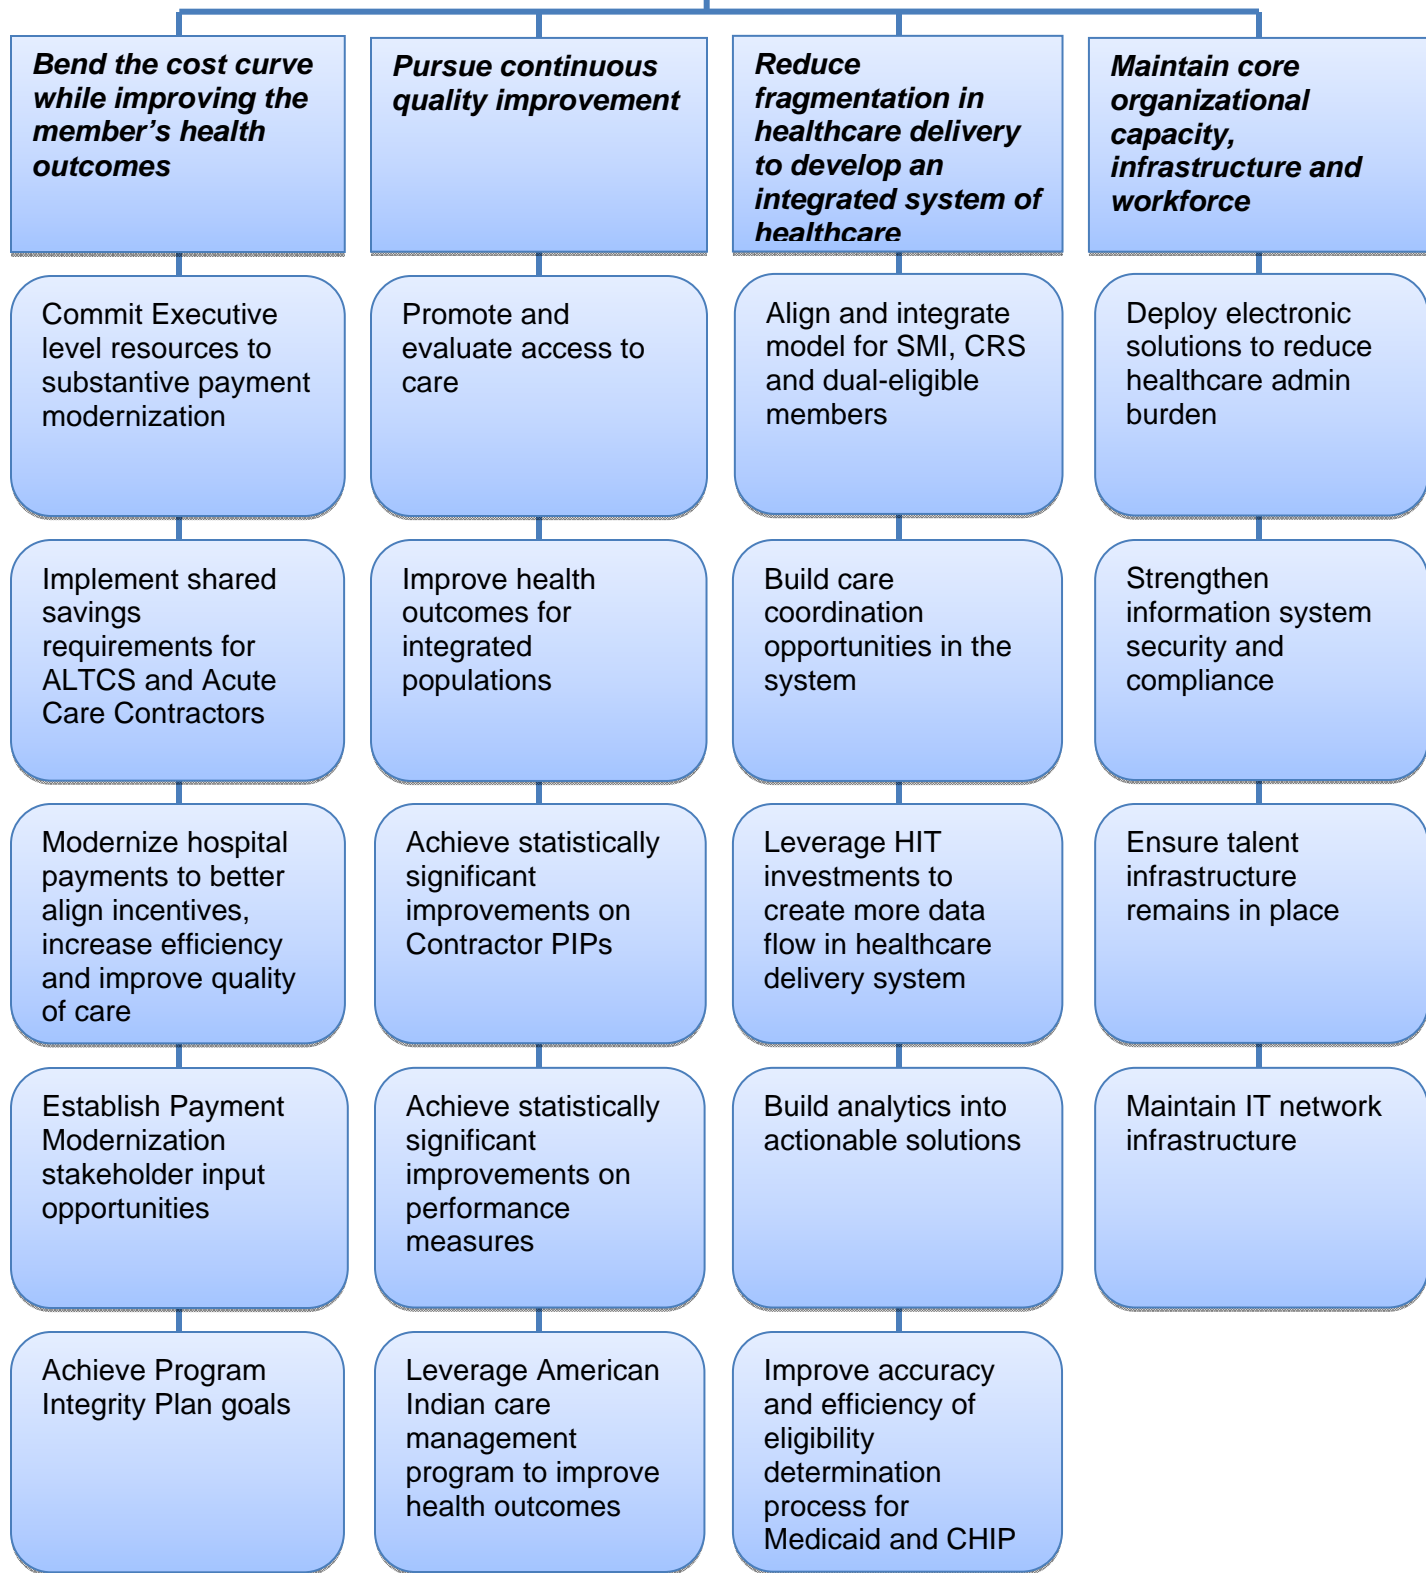 Bend the cost curve
while improving the
member’s health
outcomes
Commit Executive
level resources to
substantive payment
modernization
Implement shared
savings
requirements for
ALTCS and Acute
Care Contractors
Modernize hospital
payments to better
align incentives,
increase efficiency
and improve quality
of care
Establish Payment
Modernization
stakeholder input
opportunities
Achieve Program
Integrity Plan goals
Pursue continuous
quality improvement
Promote and
evaluate access to
care
Improve health
outcomes for
integrated
populations
Achieve statistically
significant
improvements on
Contractor PIPs
Achieve statistically
significant
improvements on
performance
measures
Leverage American
Indian care
management
program to improve
health outcomes
Reduce
fragmentation in
healthcare delivery
to develop an
integrated system of
healthcare
Align and integrate
model for SMI, CRS
and dual-eligible
members
Build care
coordination
opportunities in the
system
Leverage HIT
investments to
create more data
flow in healthcare
delivery system
Build analytics into
actionable solutions
Improve accuracy
and efficiency of
eligibility
determination
process for
Medicaid and CHIP
Maintain core
organizational
capacity,
infrastructure and
workforce
Deploy electronic
solutions to reduce
healthcare admin
burden
Strengthen
information system
security and
compliance
Ensure talent
infrastructure
remains in place
Maintain IT network
infrastructure